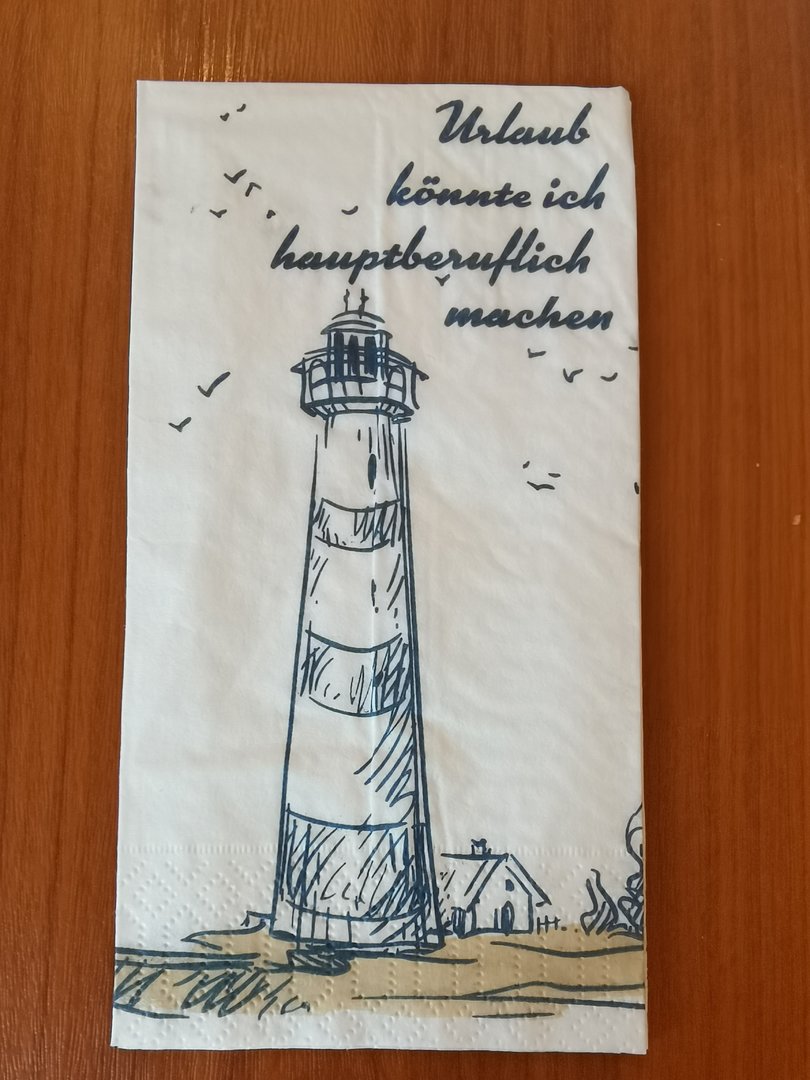 Urlaub
könnte ich
hauptberuflich
machen